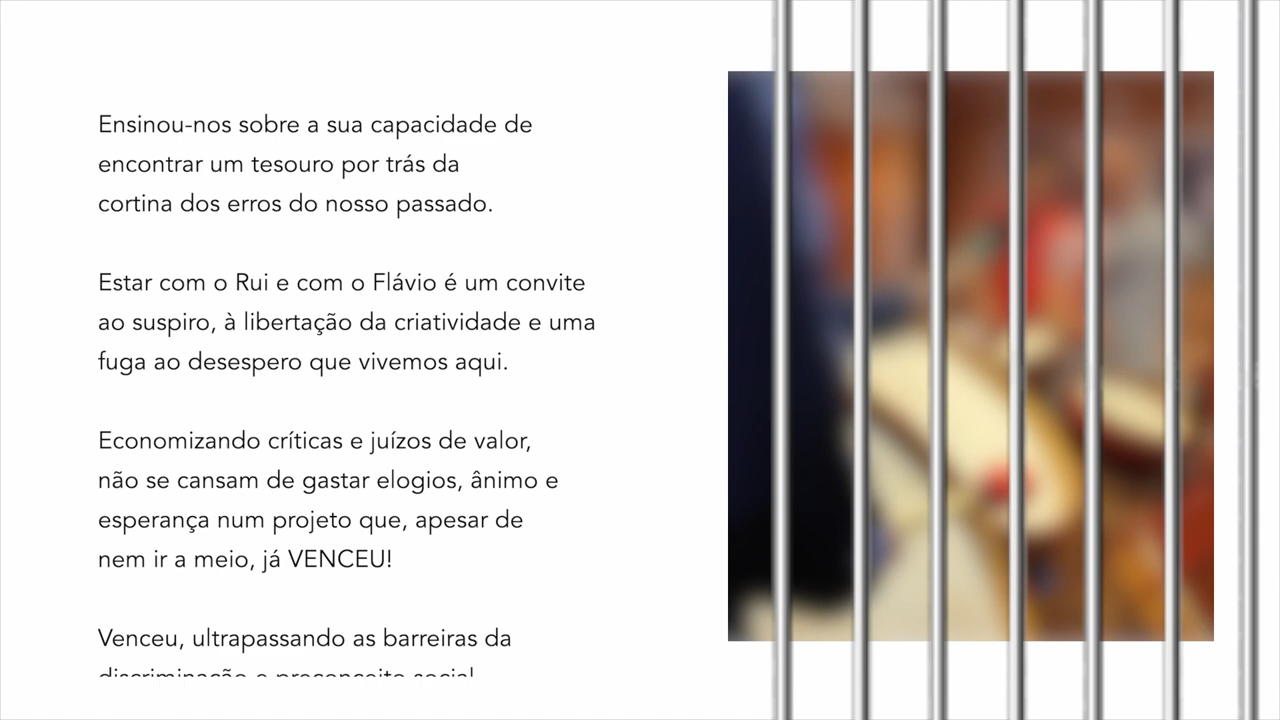 Ensinou-nos sobre a sua capacidade de
encontrar um tesouro por trás da
cortina dos erros do nosso passado.
Estar com o Rui e com o Flávio é um convite
ao suspiro, à libertação da criatividade e uma
fuga ao desespero que vivemos aqui.
Economizando críticas e juízos de valor,
não se cansam de gastar elogios, ânimo e
esperança num projeto que, apesar de
nem ir a meio, já VENCEU!
Venceu, ultrapassando as barreiras da
discriminação e preconceito social